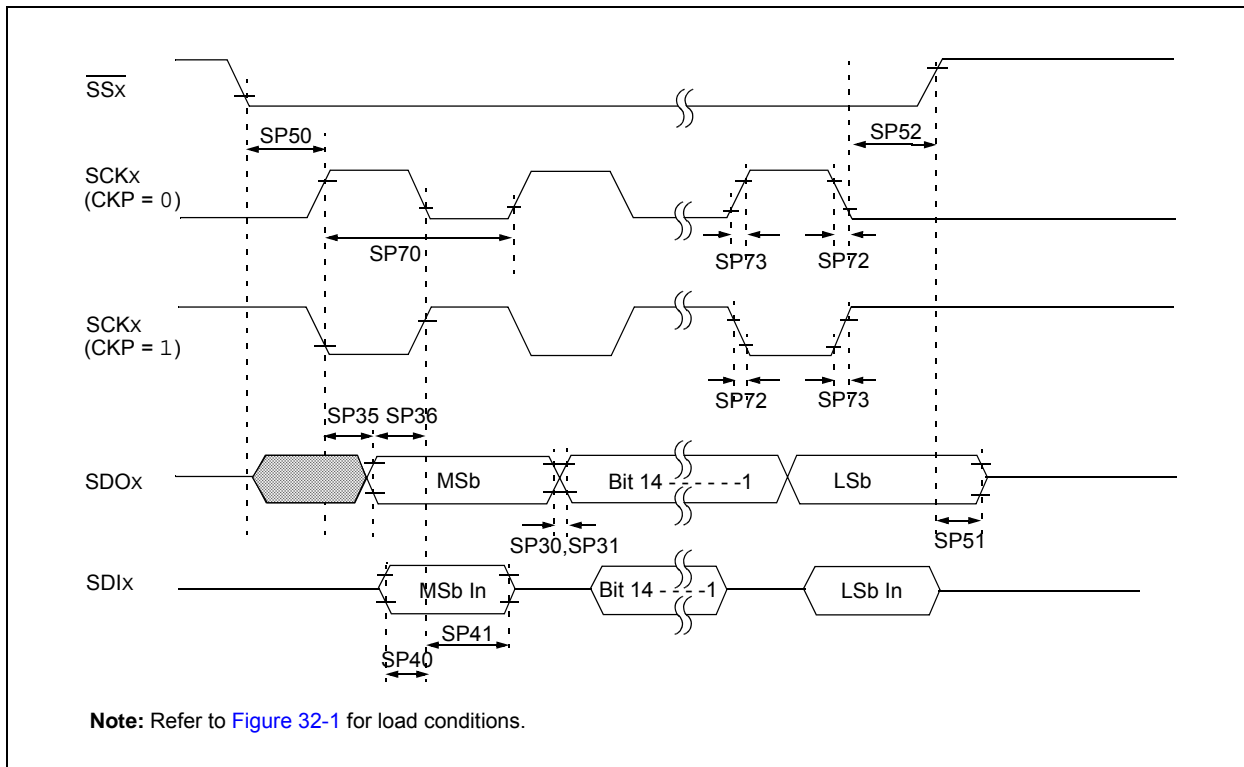 SSx
SP50
SP52
SCKx
(CKP = 0)
SP70
SP73
SP72
SCKx
(CKP = 1)
SP72
SP73
SP35 SP36
SDOx
MSb
Bit 14 - - - - - -1
LSb
SP30,SP31
SP51
SDIx
MSb In
Bit 14 - - - -1
LSb In
SP41
SP40
Note: Refer to Figure 32-1 for load conditions.